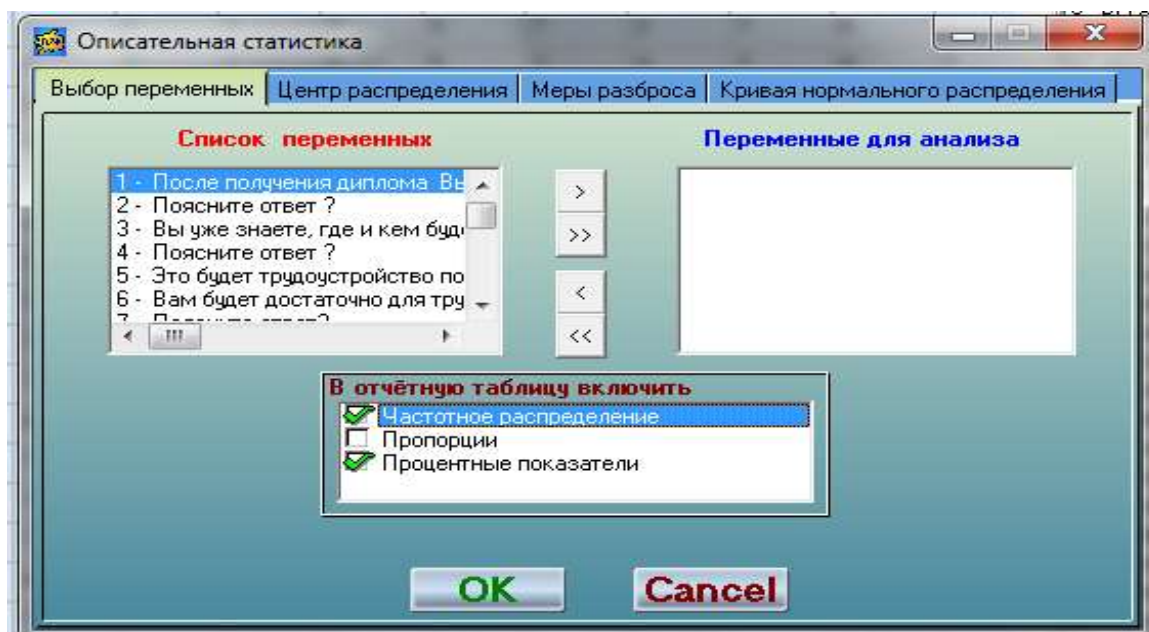 Описательная статистика
Выбор переменных Центр распределения Меры разброса Кривая нормального распределения
Список переменных
Переменные для анализа
1 - После получения диплома Вы
2 - Поясните ответ ?
3 - Вы уже знаете, где и кем
4 - Поясните ответ ?
5 - Это будет трудоустройство по
6 - Вам будет достаточно для
>
>>
<
<<
В отчётную таблицу включить
Частотное распределение
Пропорции
Процентные показатели
OK Cancel